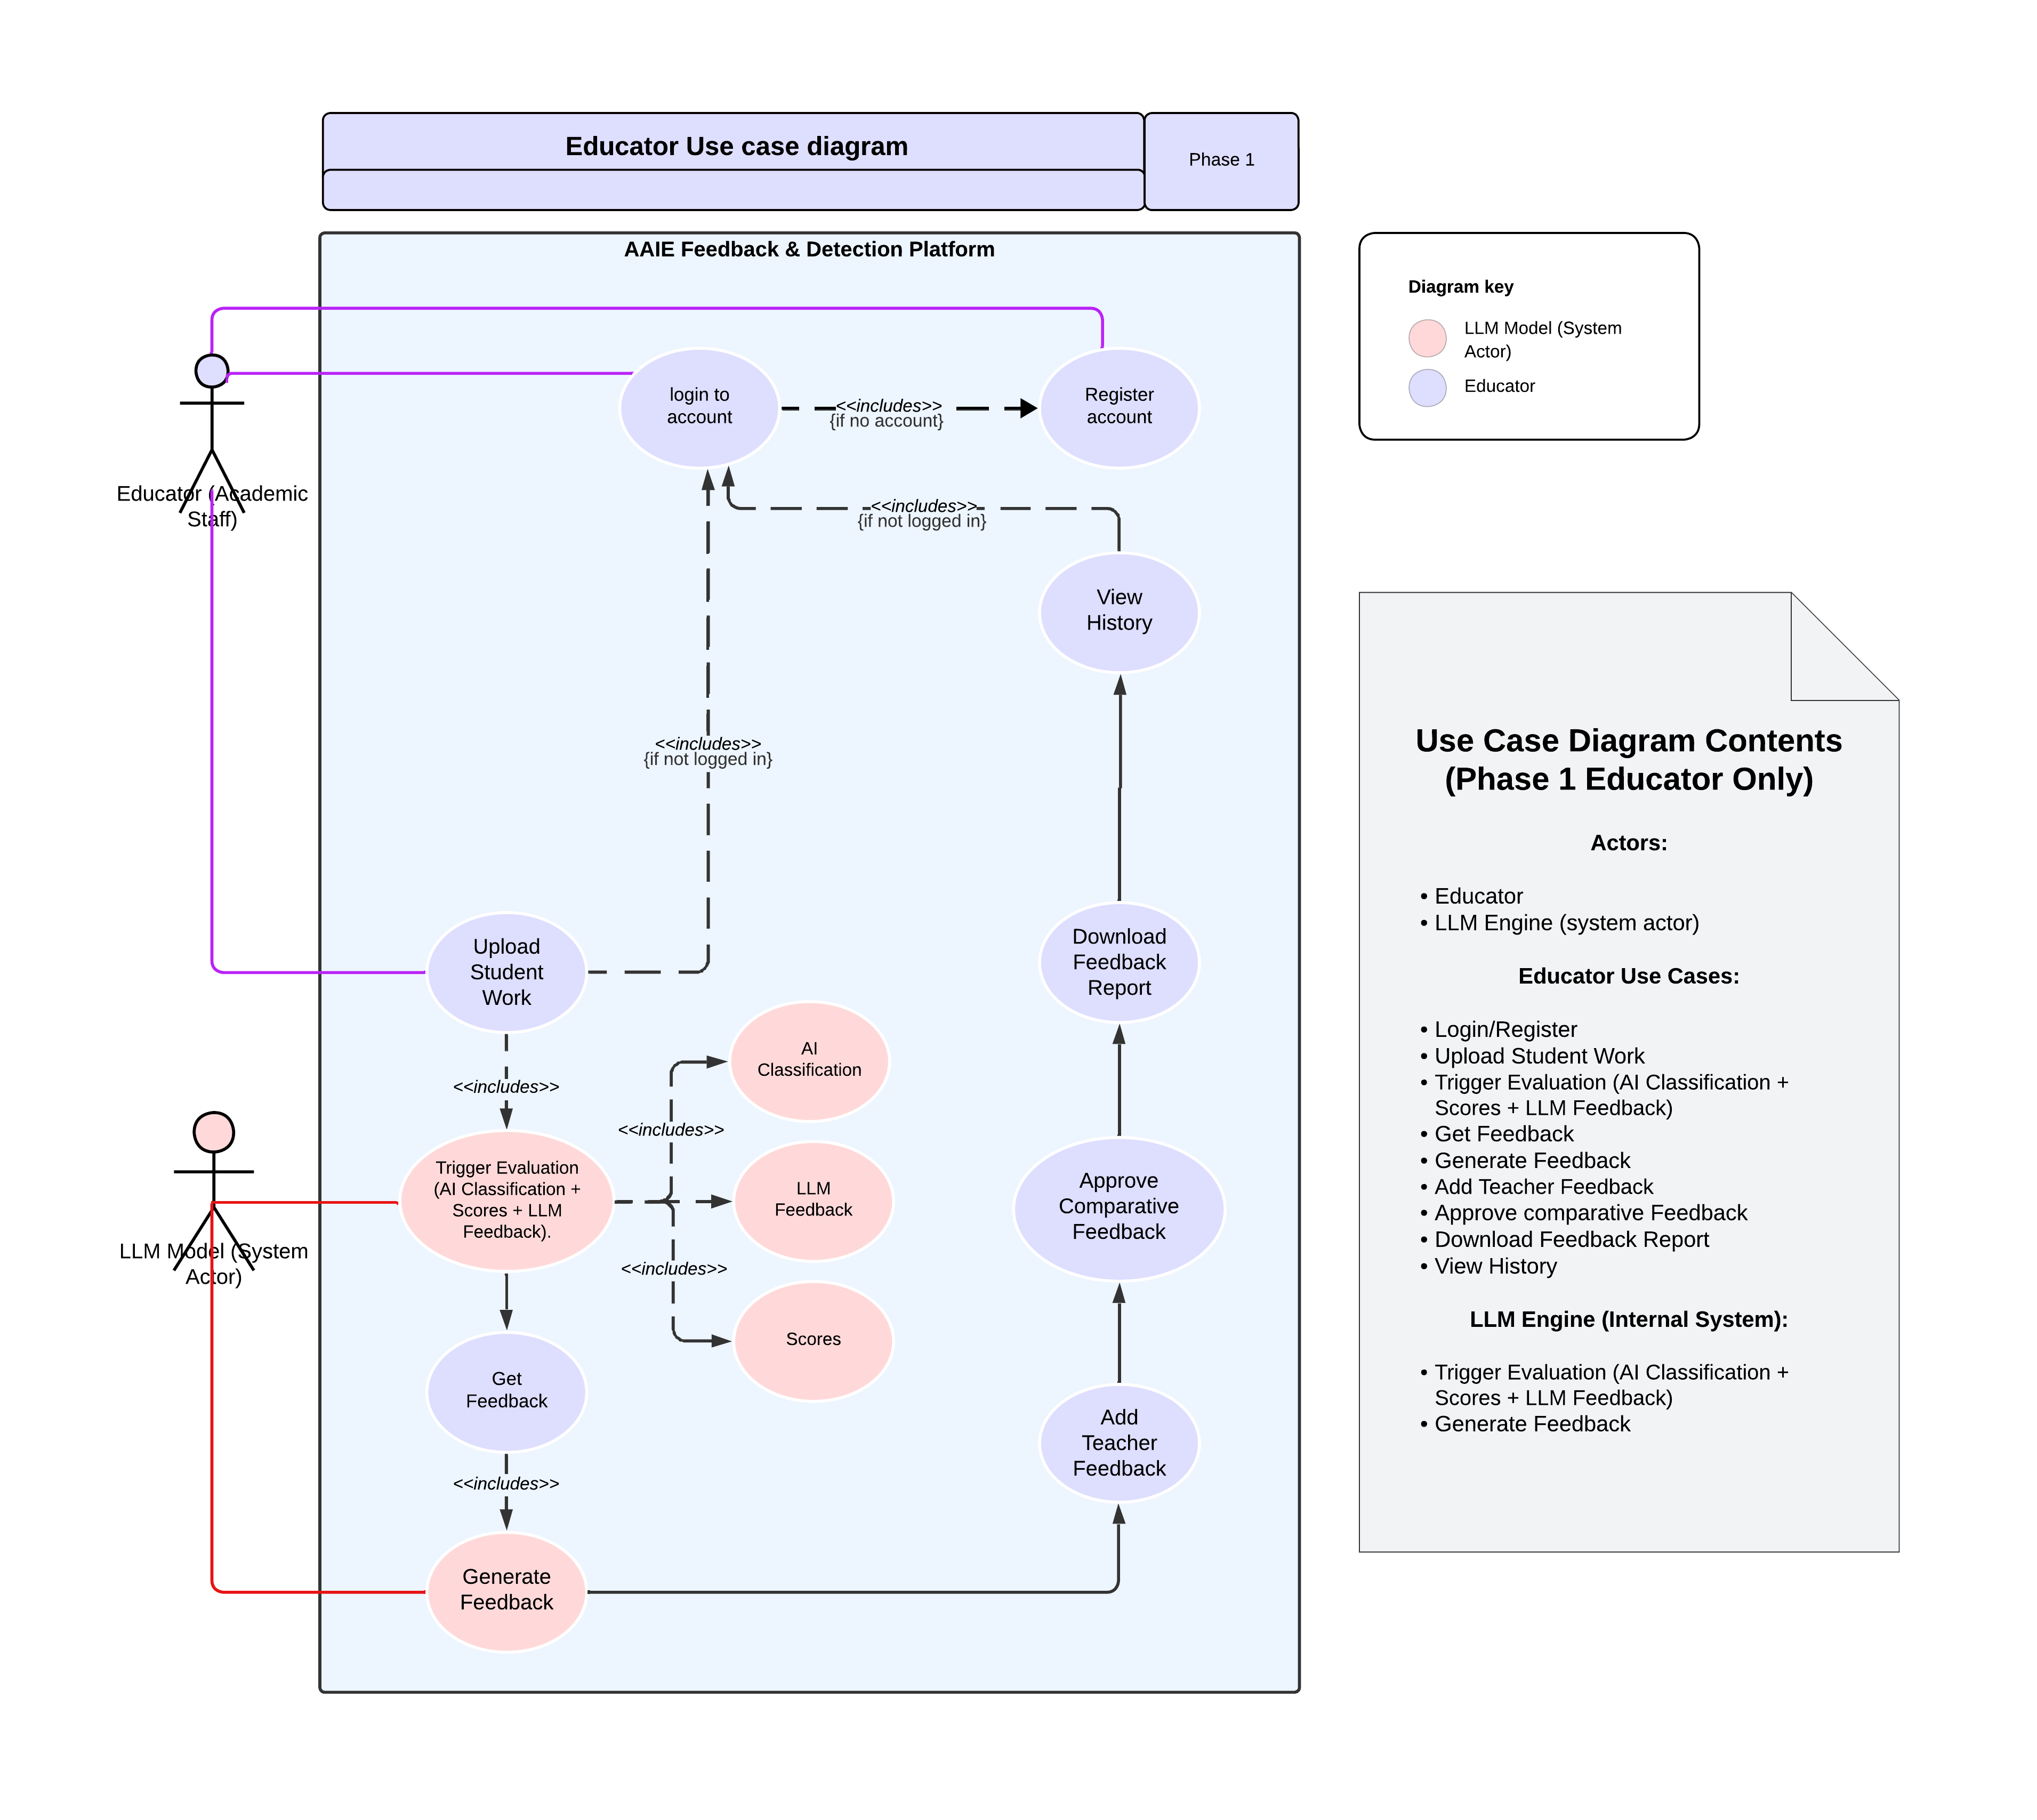 Educator Use case diagram
Phase 1
AAIE Feedback & Detection Platform
Diagram key
LLM Model (System
Actor)
Educator
login to
account
<<includes>>
{if no account}
Register
account
Educator (Academic
Staff)
<<includes>>
{if not logged in}
View
History
<<includes>>
{if not logged in}
Upload
Student
Work
Download
Feedback
Report
AI
Classification
<<includes>>
<<includes>>
Trigger Evaluation
(AI Classification +
Scores + LLM
Feedback).
LLM
Feedback
Approve
Comparative
Feedback
LLM Model (System
Actor)
<<includes>>
Scores
Get
Feedback
Add
Teacher
Feedback
<<includes>>
Generate
Feedback
Use Case Diagram Contents
(Phase 1 Educator Only)
Actors:
• Educator
• LLM Engine (system actor)
Educator Use Cases:
• Login/Register
• Upload Student Work
• Trigger Evaluation (AI Classification +
Scores + LLM Feedback)
• Get Feedback
• Generate Feedback
• Add Teacher Feedback
• Approve comparative Feedback
• Download Feedback Report
• View History
LLM Engine (Internal System):
• Trigger Evaluation (AI Classification +
Scores + LLM Feedback)
• Generate Feedback